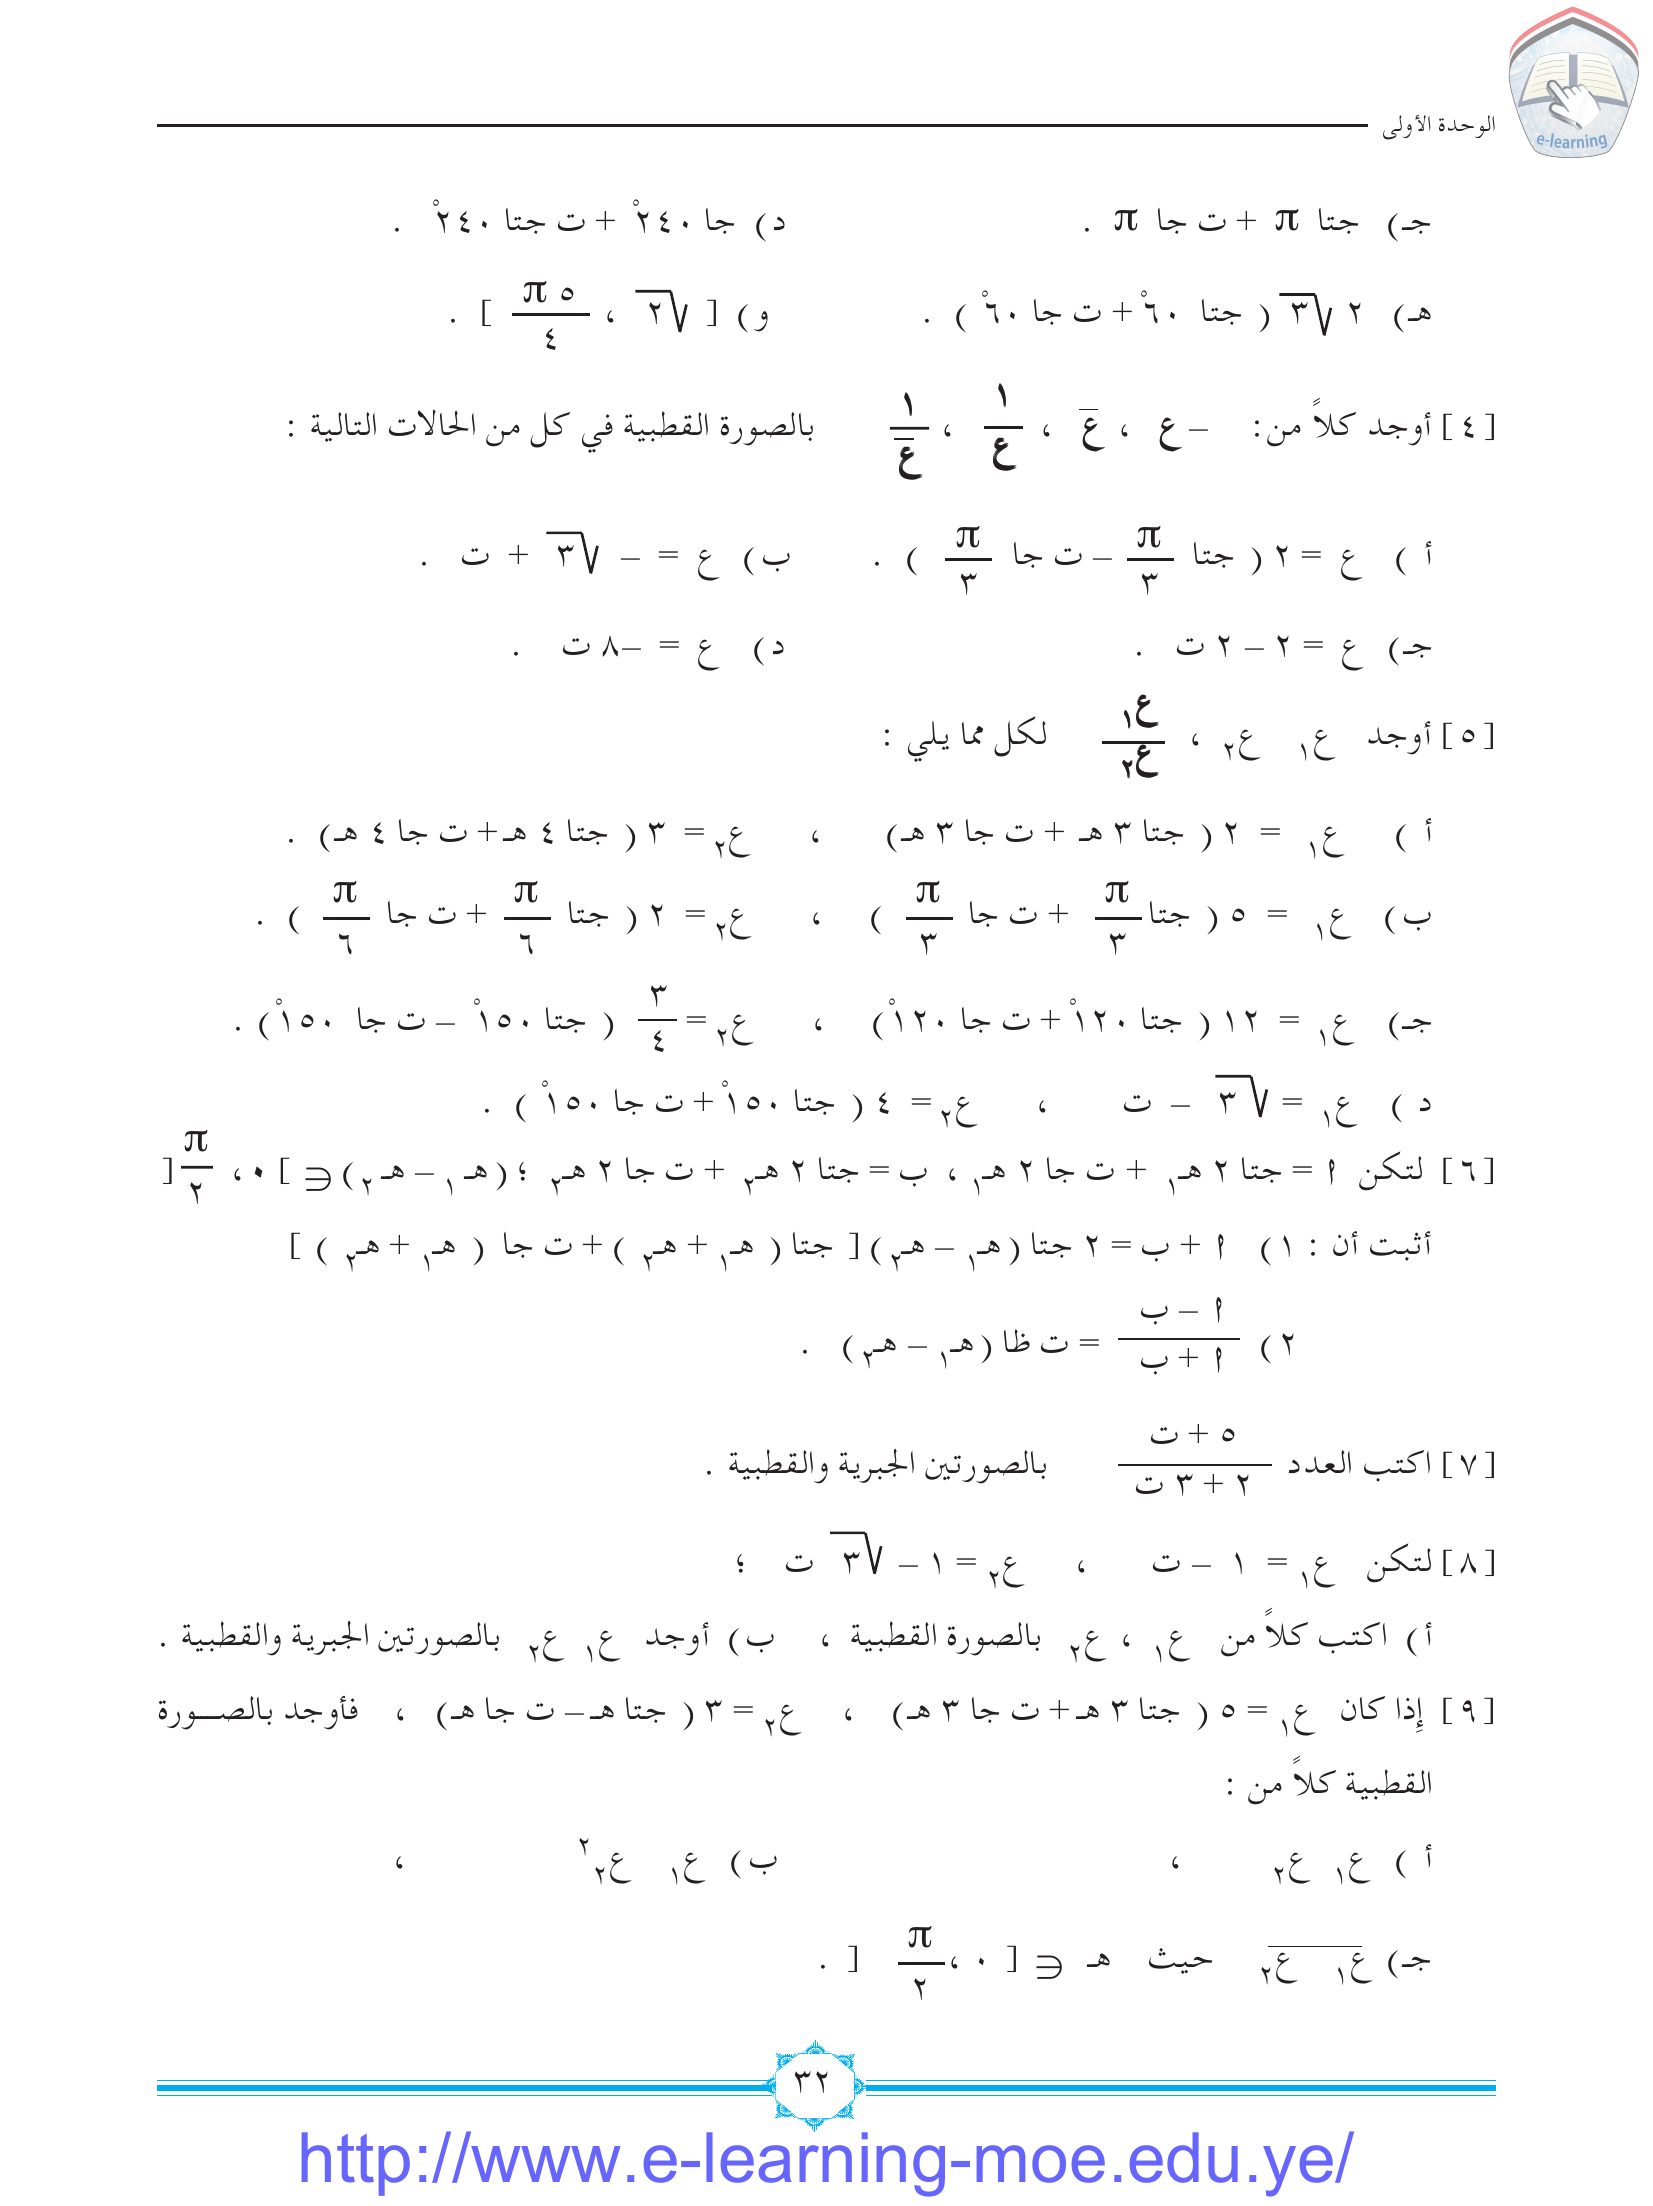 e-learning
الوحدة الأولى
جـ) جتا π + ت جا π . د) جا ٢٤٠° + ت جتا ٢٤٠° .
هـ) ٢ √٣ ( جتا ٦٠° + ت جا ٦٠° ) . و) [ √٢ ، ٥ π / ٤ ] .
[ ٤ ] أوجد كلاً من : – ع ، ع̅ ، ١ / ع ، ١ / ع̅ بالصورة القطبية في كل من الحالات التالية :
أ ) ع = ٢ ( جتا π / ٣ – ت جا π / ٣ ) . ب) ع = – √٣ + ت .
جـ) ع = ٢ – ٢ ت . د) ع = –٨ ت .
[ ٥ ] أوجد ع١ ع٢ ، ع١ / ع٢ لكل مما يلي :
أ ) ع١ = ٢ ( جتا ٣ هـ + ت جا ٣ هـ) ، ع٢ = ٣ ( جتا ٤ هـ + ت جا ٤ هـ) .
ب) ع١ = ٥ ( جتا π / ٣ + ت جا π / ٣ ) ، ع٢ = ٢ ( جتا π / ٦ + ت جا π / ٦ ) .
جـ) ع١ = ١٢ ( جتا ١٢٠° + ت جا ١٢٠°) ، ع٢ = ٣ / ٤ ( جتا ١٥٠° – ت جا ١٥٠°) .
د ) ع١ = √٣ – ت ، ع٢ = ٤ ( جتا ١٥٠° + ت جا ١٥٠° ) .
[ ٦ ] لتكن ا = جتا ٢ هـ١ + ت جا ٢ هـ١ ، ب = جتا ٢ هـ٢ + ت جا ٢ هـ٢ ؛ (هـ١ – هـ٢) ∈ ] ٠ ، π / ٢ [
أثبت أن : ١) ا + ب = ٢ جتا (هـ١ – هـ٢) [ جتا ( هـ١ + هـ٢ ) + ت جا ( هـ١ + هـ٢ ) ]
٢) ا – ب / ا + ب = ت ظا (هـ١ – هـ٢) .
[ ٧ ] اكتب العدد ٥ + ت / ٢ + ٣ ت بالصورتين الجبرية والقطبية .
[ ٨ ] لتكن ع١ = ١ – ت ، ع٢ = ١ – √٣ ت ؛
أ) اكتب كلاً من ع١ ، ع٢ بالصورة القطبية ، ب) أوجد ع١ ع٢ بالصورتين الجبرية والقطبية .
[ ٩ ] إذا كان ع١ = ٥ ( جتا ٣ هـ + ت جا ٣ هـ) ، ع٢ = ٣ ( جتا هـ – ت جا هـ) ، فأوجد بالصـورة
القطبية كلاً من :
أ ) ع١ ع٢ ، ب) ع١ ع٢² ،
جـ) ع١ ع٢ حيث هـ ∈ [ ٠ ، π / ٢ ] .
٣٢
http://www.e-learning-moe.edu.ye/